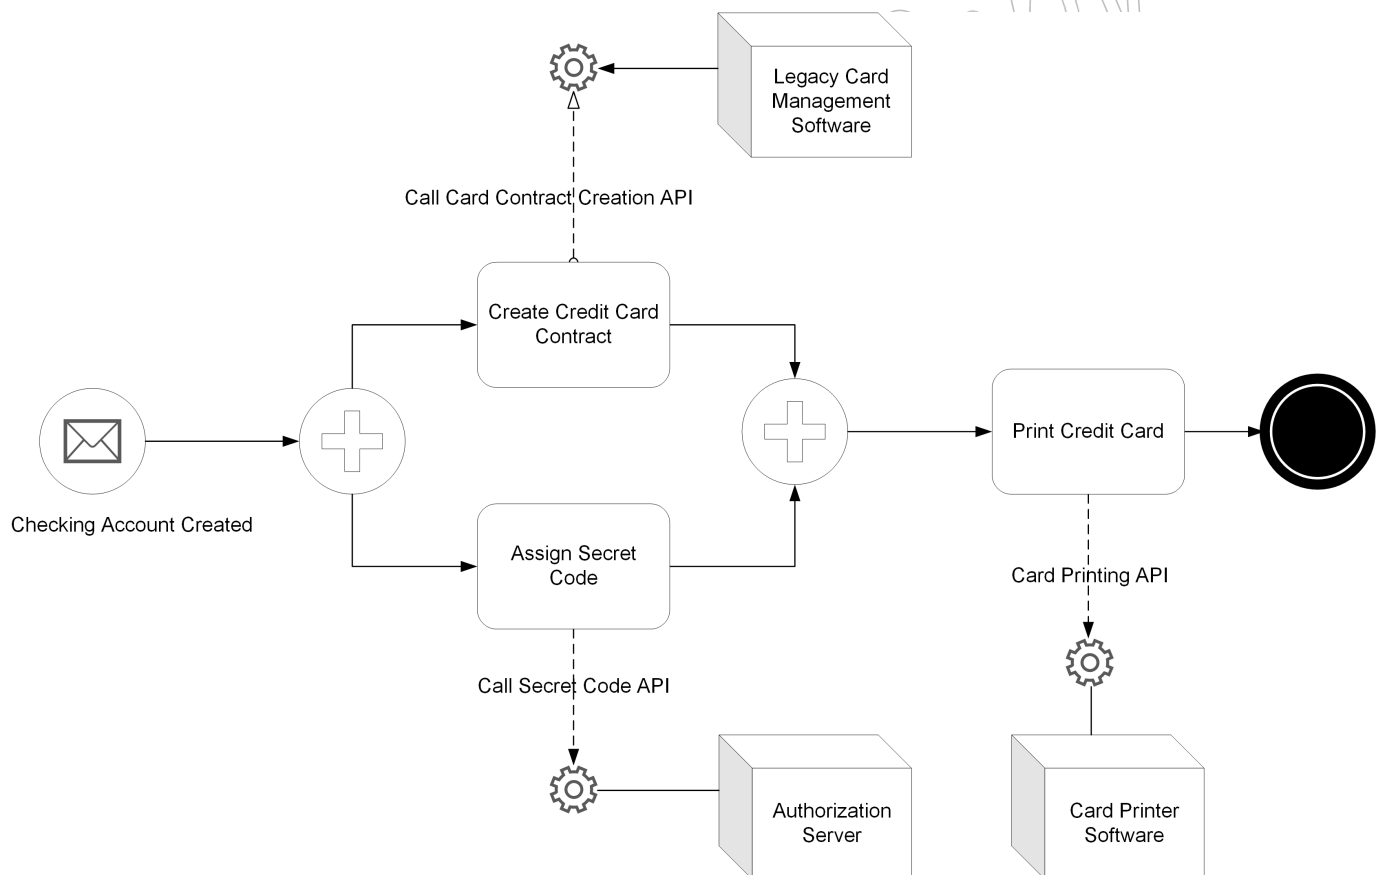 Legacy Card
Management
Software
Call Card Contract Creation API
Create Credit Card
Contract
Print Credit Card
Checking Account Created
Assign Secret
Code
Card Printing API
Call Secret Code API
Authorization
Server
Card Printer
Software